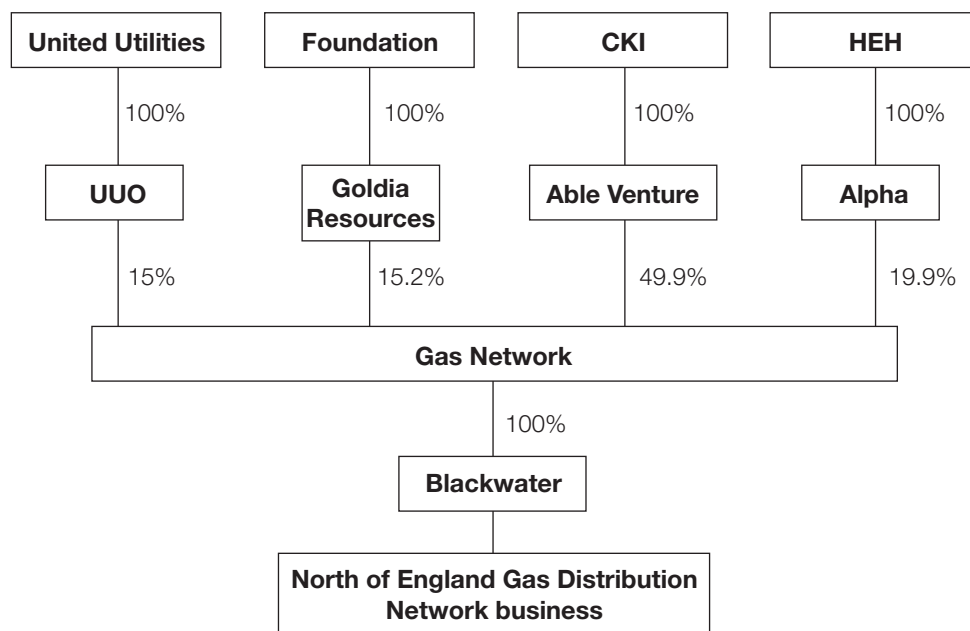 United Utilities
Foundation
CKI
HEH
100%
100%
100%
100%
UUO
Goldia
Resources
Able Venture
Alpha
15%
15.2%
49.9%
19.9%
Gas Network
100%
Blackwater
North of England Gas Distribution
Network business